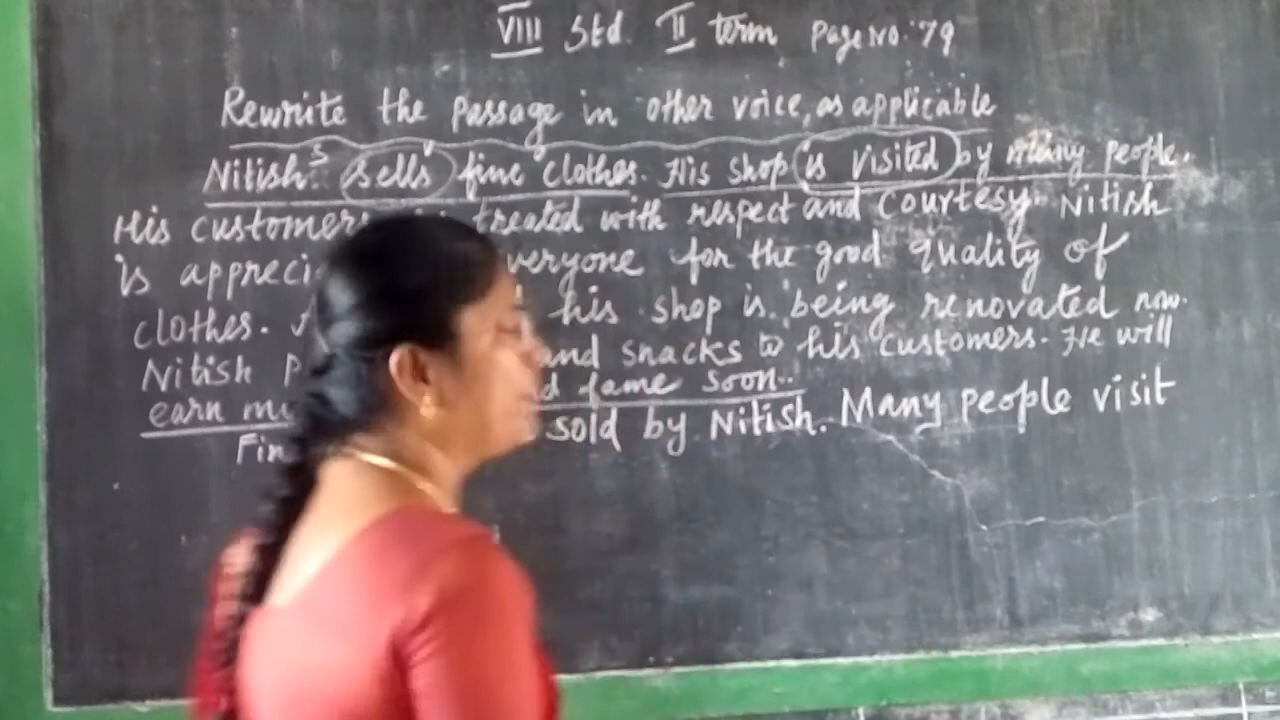 VIII Std. II term Page No: 79
Rewrite the passage in other voice, as applicable
Nitish sells fine clothes. His shop is visited by many people.
His customers treated with respect and courtesy. Nitish
is for the good quality of
clothes. his shop is being renovated now.
Nitish and snacks to his customers. He will
earn fame soon..
sold by Nitish. Many people visit